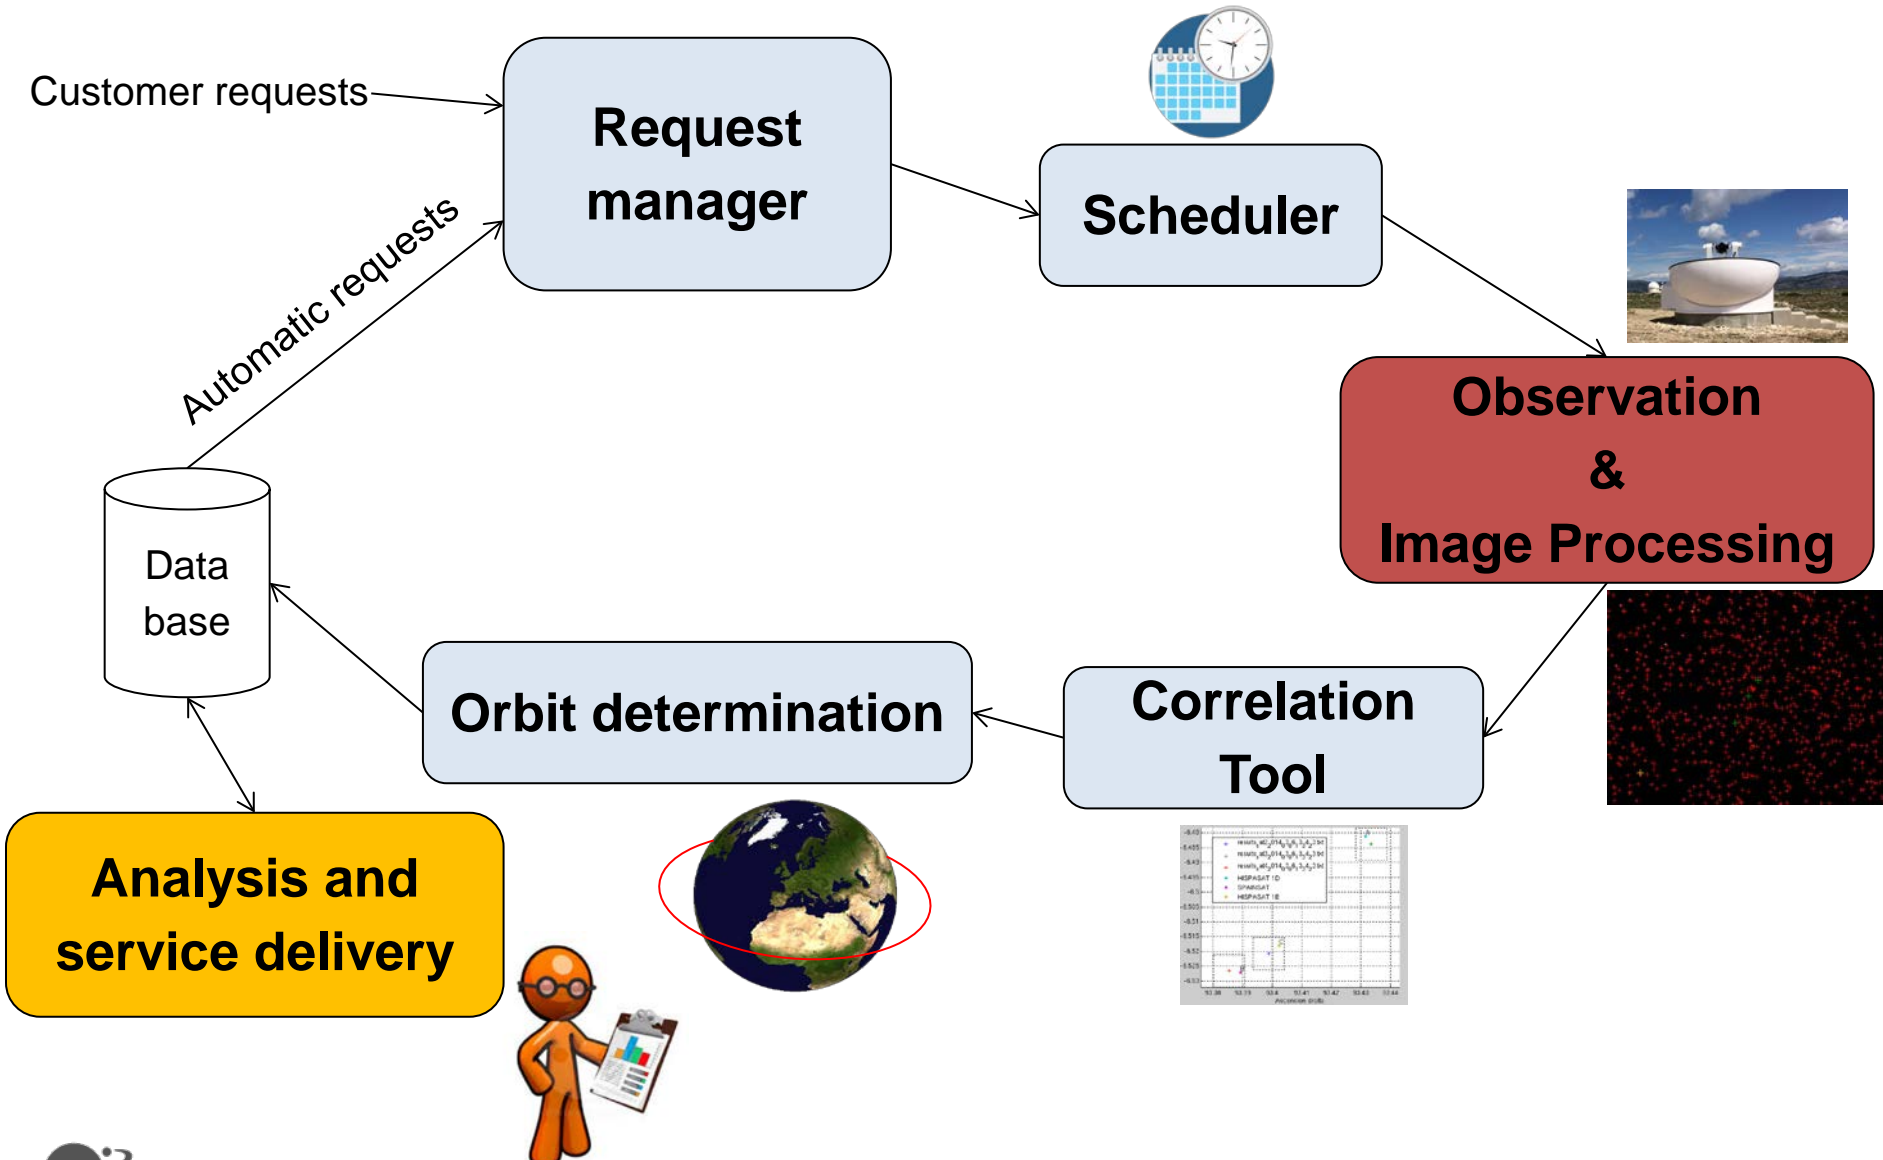 Customer requests
Request
manager
Scheduler
Automatic requests
Observation
&
Image Processing
Data
base
Orbit determination
Correlation
Tool
Analysis and
service delivery
HISPASAT 1D
SPAINSAT
HISPASAT 1E